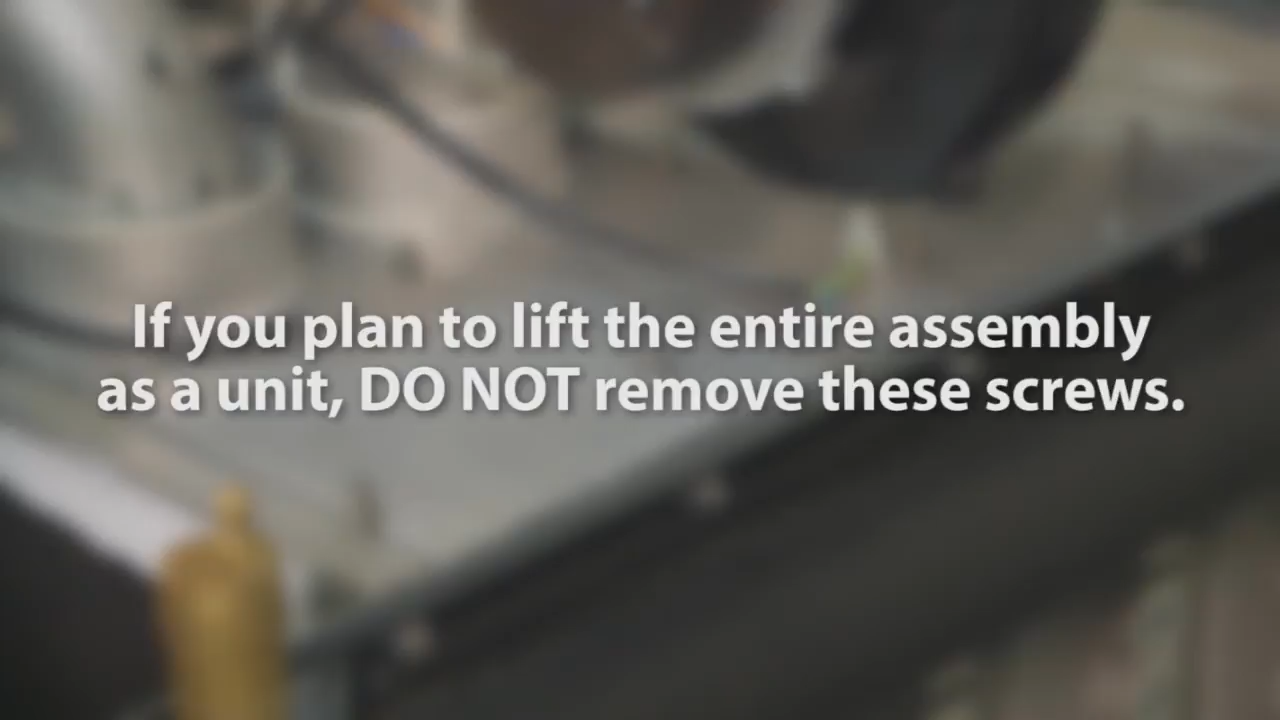 If you plan to lift the entire assembly
as a unit, DO NOT remove these screws.